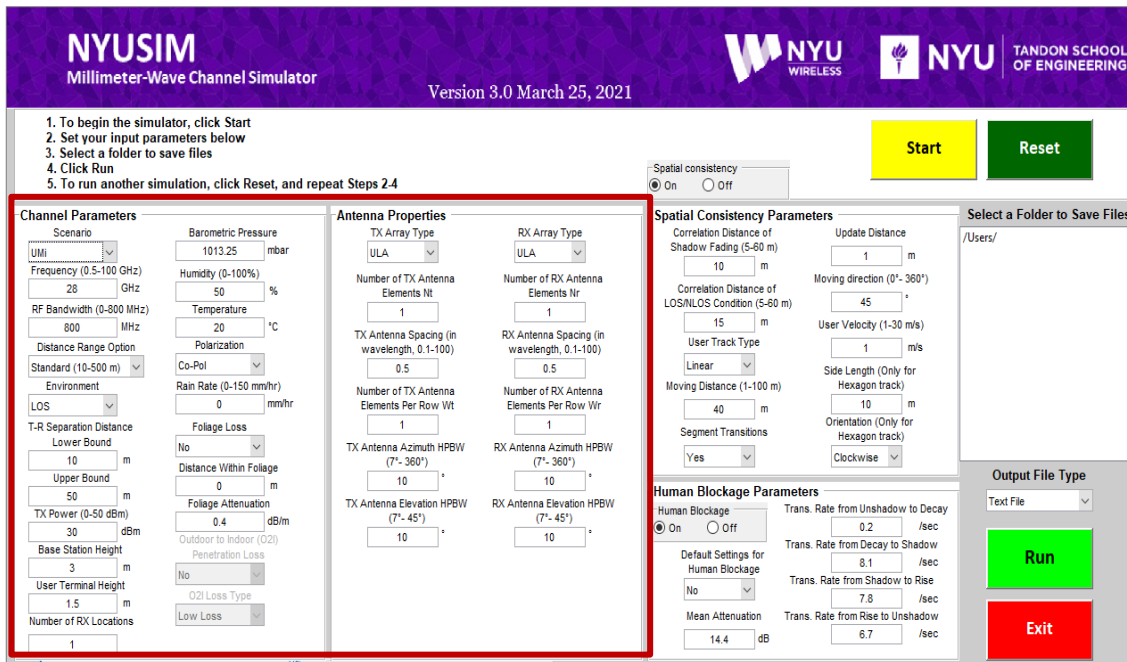 NYUSIM
Millimeter-Wave Channel Simulator
Version 3.0 March 25, 2021
NYU
WIRELESS
NYU
TANDON SCHOOL
OF ENGINEERING
1. To begin the simulator, click Start
2. Set your input parameters below
3. Select a folder to save files
4. Click Run
5. To run another simulation, click Reset, and repeat Steps 2-4
Spatial consistency
On Off
Start
Reset
Channel Parameters
Scenario
UMi
Frequency (0.5-100 GHz)
28 GHz
RF Bandwidth (0-800 MHz)
800 MHz
Distance Range Option
Standard (10-500 m)
Environment
LOS
T-R Separation Distance
Lower Bound
10 m
Upper Bound
50 m
TX Power (0-50 dBm)
30 dBm
Base Station Height
3 m
User Terminal Height
1.5 m
Number of RX Locations
1
Barometric Pressure
1013.25 mbar
Humidity (0-100%)
50 %
Temperature
20 °C
Polarization
Co-Pol
Rain Rate (0-150 mm/hr)
0 mm/hr
Foliage Loss
No
Distance Within Foliage
0 m
Foliage Attenuation
0.4 dB/m
Outdoor to Indoor (O2I)
Penetration Loss
No
O2I Loss Type
Low Loss
Antenna Properties
TX Array Type
ULA
Number of TX Antenna
Elements Nt
1
TX Antenna Spacing (in
wavelength, 0.1-100)
0.5
Number of TX Antenna
Elements Per Row Wt
1
TX Antenna Azimuth HPBW
(7°- 360°)
10 °
TX Antenna Elevation HPBW
(7°- 45°)
10 °
RX Array Type
ULA
Number of RX Antenna
Elements Nr
1
RX Antenna Spacing (in
wavelength, 0.1-100)
0.5
Number of RX Antenna
Elements Per Row Wr
1
RX Antenna Azimuth HPBW
(7°- 360°)
10 °
RX Antenna Elevation HPBW
(7°- 45°)
10 °
Spatial Consistency Parameters
Correlation Distance of
Shadow Fading (5-60 m)
10 m
Correlation Distance of
LOS/NLOS Condition (5-60 m)
15 m
User Track Type
Linear
Moving Distance (1-100 m)
40 m
Segment Transitions
Yes
Update Distance
1 m
Moving direction (0°- 360°)
45 °
User Velocity (1-30 m/s)
1 m/s
Side Length (Only for
Hexagon track)
10 m
Orientation (Only for
Hexagon track)
Clockwise
Human Blockage Parameters
Human Blockage
On Off
Default Settings for
Human Blockage
No
Mean Attenuation
14.4 dB
Trans. Rate from Unshadow to Decay
0.2 /sec
Trans. Rate from Decay to Shadow
8.1 /sec
Trans. Rate from Shadow to Rise
7.8 /sec
Trans. Rate from Rise to Unshadow
6.7 /sec
Select a Folder to Save Files
/Users/
Output File Type
Text File
Run
Exit